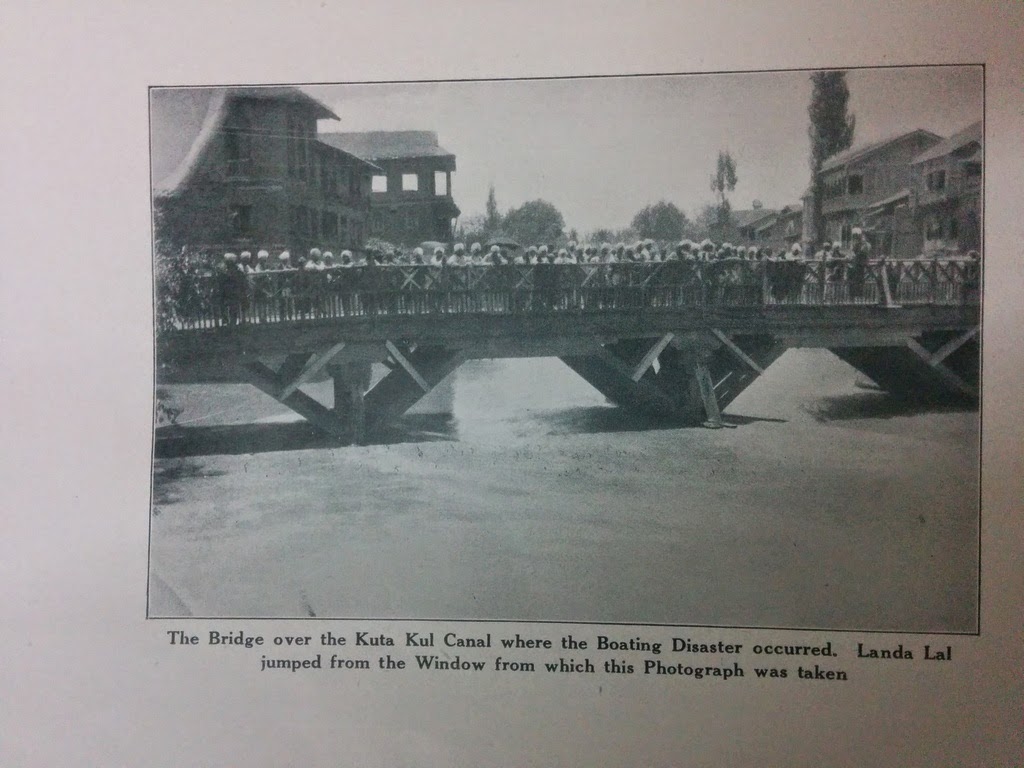 The Bridge over the Kuta Kul Canal where the Boating Disaster occurred. Landa Lal
jumped from the Window from which this Photograph was taken